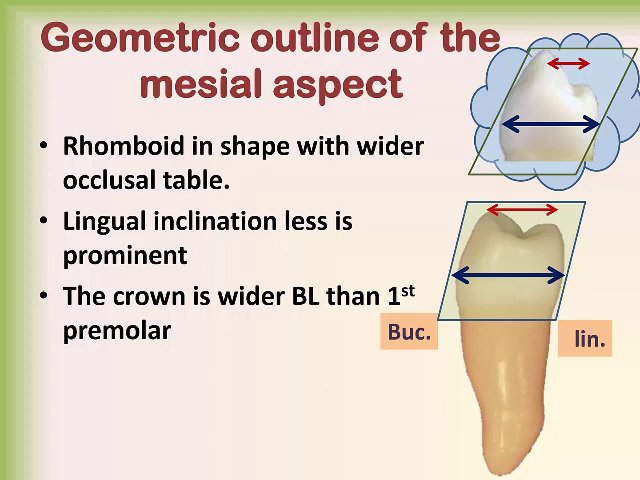 Geometric outline of the
mesial aspect
• Rhomboid in shape with wider
occlusal table.
• Lingual inclination less is
prominent
• The crown is wider BL than 1st
premolar
Buc.
lin.